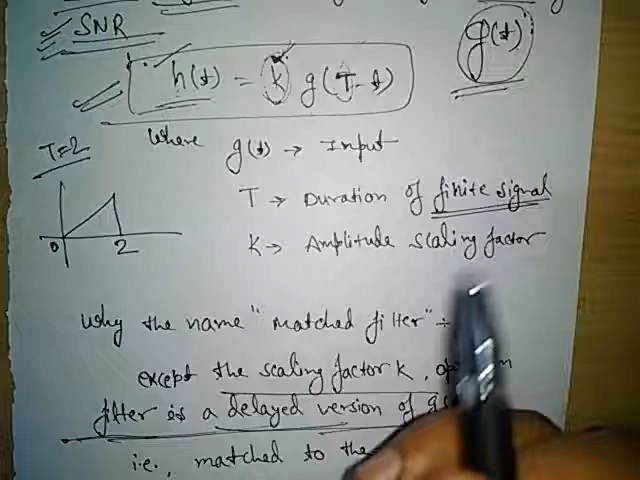 SNR
g(t)
h(t) = k g(T-t)
where g(t) → Input
T=2
T → Duration of finite signal
0 2
K → Amplitude scaling factor
Why the name "matched filter" ÷
except the scaling factor K,
filter is a delayed version of
i.e., matched to the